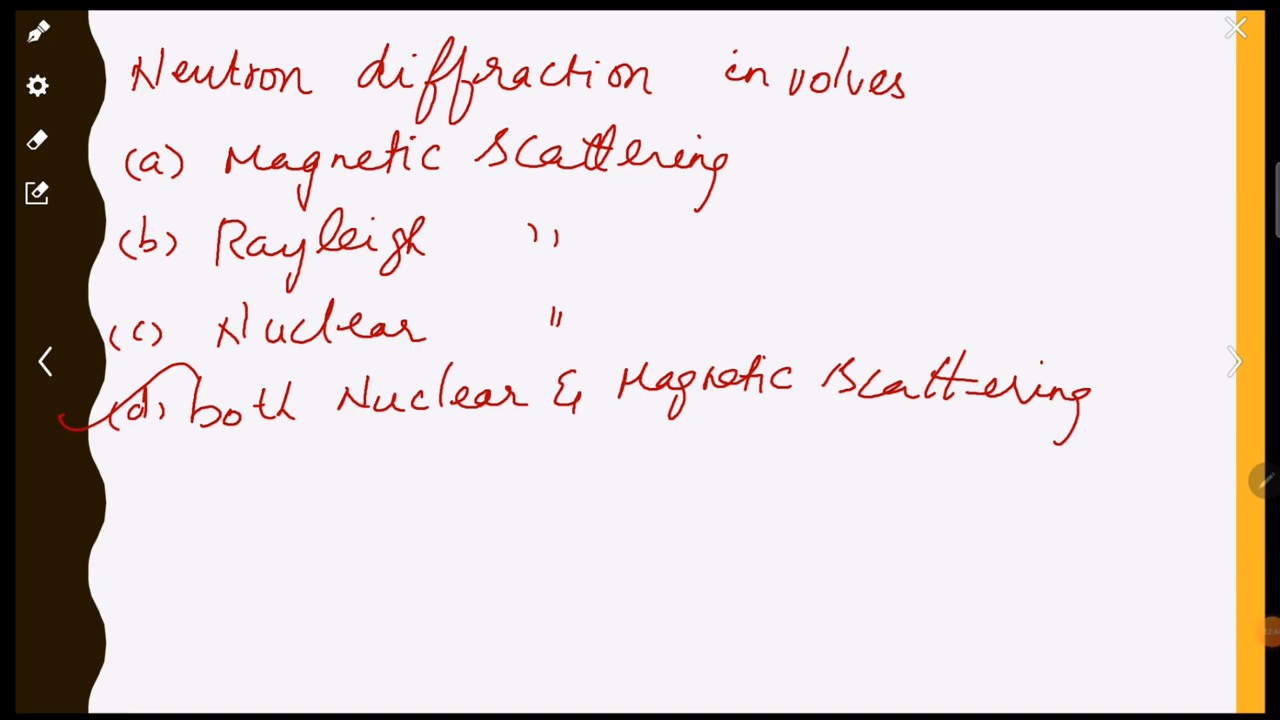 Neutron diffraction involves
(a) Magnetic Scattering
(b) Rayleigh "
(c) Nuclear "
(d) both Nuclear & Magnetic Scattering